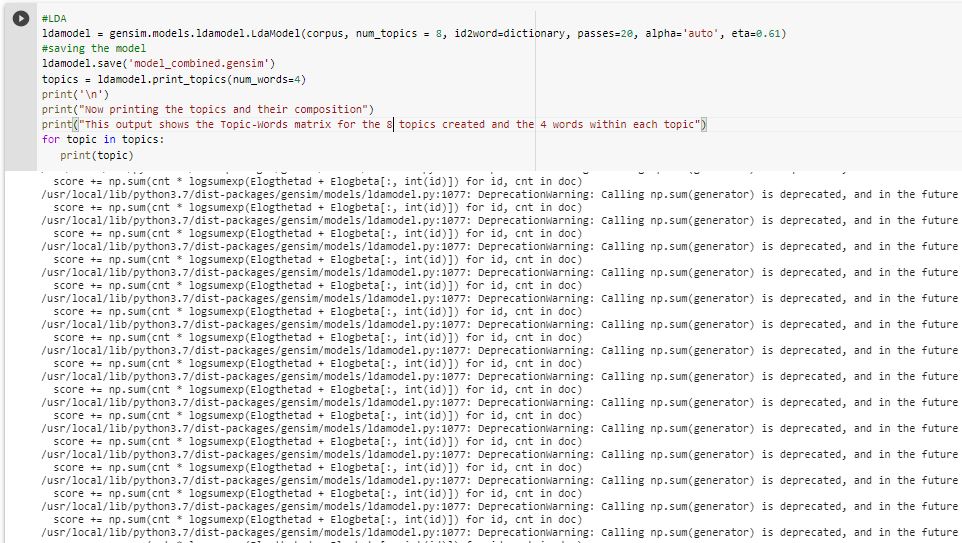 #LDA
ldamodel = gensim.models.ldamodel.LdaModel(corpus, num_topics = 8, id2word=dictionary, passes=20, alpha='auto', eta=0.61)
#saving the model
ldamodel.save('model_combined.gensim')
topics = ldamodel.print_topics(num_words=4)
print('\n')
print("Now printing the topics and their composition")
print("This output shows the Topic-Words matrix for the 8 topics created and the 4 words within each topic")
for topic in topics:
print(topic)
score += np.sum(cnt * logsumexp(Elogthetad + Elogbeta[:, int(id)]) for id, cnt in doc)
/usr/local/lib/python3.7/dist-packages/gensim/models/ldamodel.py:1077: DeprecationWarning: Calling np.sum(generator) is deprecated, and in the future
score += np.sum(cnt * logsumexp(Elogthetad + Elogbeta[:, int(id)]) for id, cnt in doc)
/usr/local/lib/python3.7/dist-packages/gensim/models/ldamodel.py:1077: DeprecationWarning: Calling np.sum(generator) is deprecated, and in the future
score += np.sum(cnt * logsumexp(Elogthetad + Elogbeta[:, int(id)]) for id, cnt in doc)
/usr/local/lib/python3.7/dist-packages/gensim/models/ldamodel.py:1077: DeprecationWarning: Calling np.sum(generator) is deprecated, and in the future
score += np.sum(cnt * logsumexp(Elogthetad + Elogbeta[:, int(id)]) for id, cnt in doc)
/usr/local/lib/python3.7/dist-packages/gensim/models/ldamodel.py:1077: DeprecationWarning: Calling np.sum(generator) is deprecated, and in the future
score += np.sum(cnt * logsumexp(Elogthetad + Elogbeta[:, int(id)]) for id, cnt in doc)
/usr/local/lib/python3.7/dist-packages/gensim/models/ldamodel.py:1077: DeprecationWarning: Calling np.sum(generator) is deprecated, and in the future
score += np.sum(cnt * logsumexp(Elogthetad + Elogbeta[:, int(id)]) for id, cnt in doc)
/usr/local/lib/python3.7/dist-packages/gensim/models/ldamodel.py:1077: DeprecationWarning: Calling np.sum(generator) is deprecated, and in the future
score += np.sum(cnt * logsumexp(Elogthetad + Elogbeta[:, int(id)]) for id, cnt in doc)
/usr/local/lib/python3.7/dist-packages/gensim/models/ldamodel.py:1077: DeprecationWarning: Calling np.sum(generator) is deprecated, and in the future
score += np.sum(cnt * logsumexp(Elogthetad + Elogbeta[:, int(id)]) for id, cnt in doc)
/usr/local/lib/python3.7/dist-packages/gensim/models/ldamodel.py:1077: DeprecationWarning: Calling np.sum(generator) is deprecated, and in the future
score += np.sum(cnt * logsumexp(Elogthetad + Elogbeta[:, int(id)]) for id, cnt in doc)
/usr/local/lib/python3.7/dist-packages/gensim/models/ldamodel.py:1077: DeprecationWarning: Calling np.sum(generator) is deprecated, and in the future
score += np.sum(cnt * logsumexp(Elogthetad + Elogbeta[:, int(id)]) for id, cnt in doc)
/usr/local/lib/python3.7/dist-packages/gensim/models/ldamodel.py:1077: DeprecationWarning: Calling np.sum(generator) is deprecated, and in the future
score += np.sum(cnt * logsumexp(Elogthetad + Elogbeta[:, int(id)]) for id, cnt in doc)
/usr/local/lib/python3.7/dist-packages/gensim/models/ldamodel.py:1077: DeprecationWarning: Calling np.sum(generator) is deprecated, and in the future
score += np.sum(cnt * logsumexp(Elogthetad + Elogbeta[:, int(id)]) for id, cnt in doc)
/usr/local/lib/python3.7/dist-packages/gensim/models/ldamodel.py:1077: DeprecationWarning: Calling np.sum(generator) is deprecated, and in the future
score += np.sum(cnt * logsumexp(Elogthetad + Elogbeta[:, int(id)]) for id, cnt in doc)
/usr/local/lib/python3.7/dist-packages/gensim/models/ldamodel.py:1077: DeprecationWarning: Calling np.sum(generator) is deprecated, and in the future
score += np.sum(cnt * logsumexp(Elogthetad + Elogbeta[:, int(id)]) for id, cnt in doc)
/usr/local/lib/python3.7/dist-packages/gensim/models/ldamodel.py:1077: DeprecationWarning: Calling np.sum(generator) is deprecated, and in the future